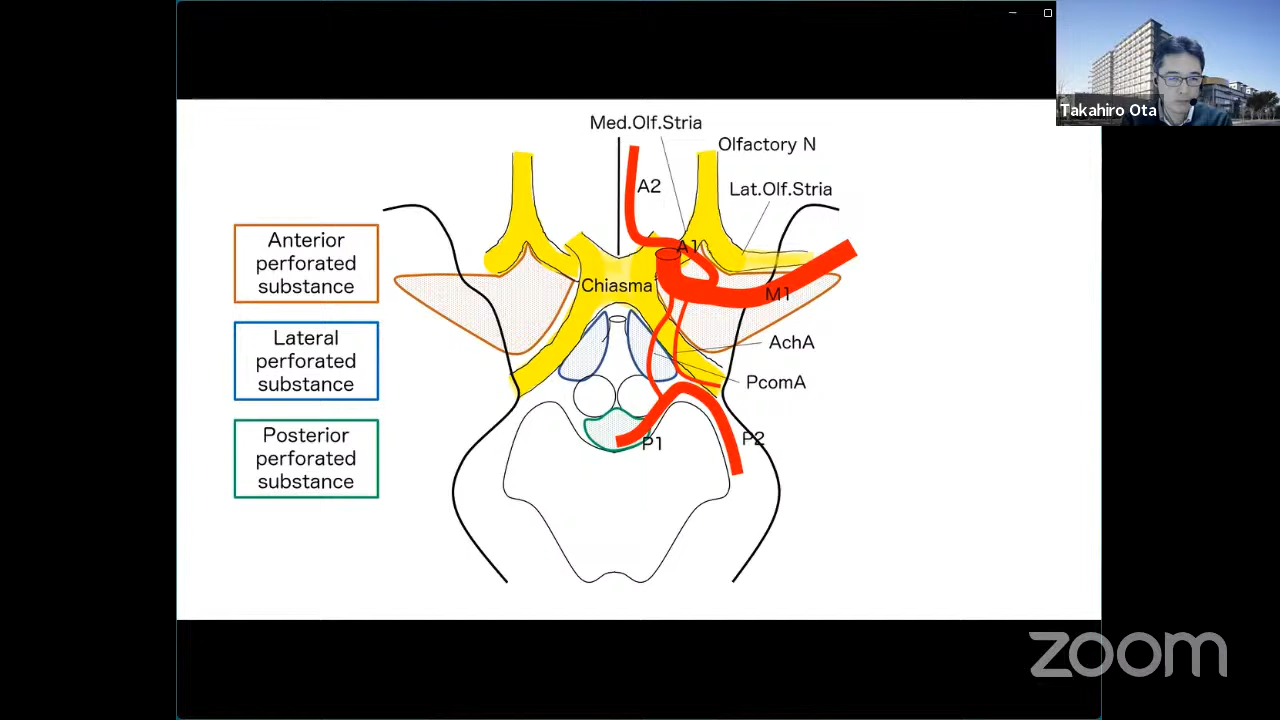 Med.Olf.Stria
Olfactory N
A2
Lat.Olf.Stria
Anterior
perforated
substance
A1
Chiasma
M1
Lateral
perforated
substance
AchA
PcomA
Posterior
perforated
substance
P1
P2
Takahiro Ota
zoom